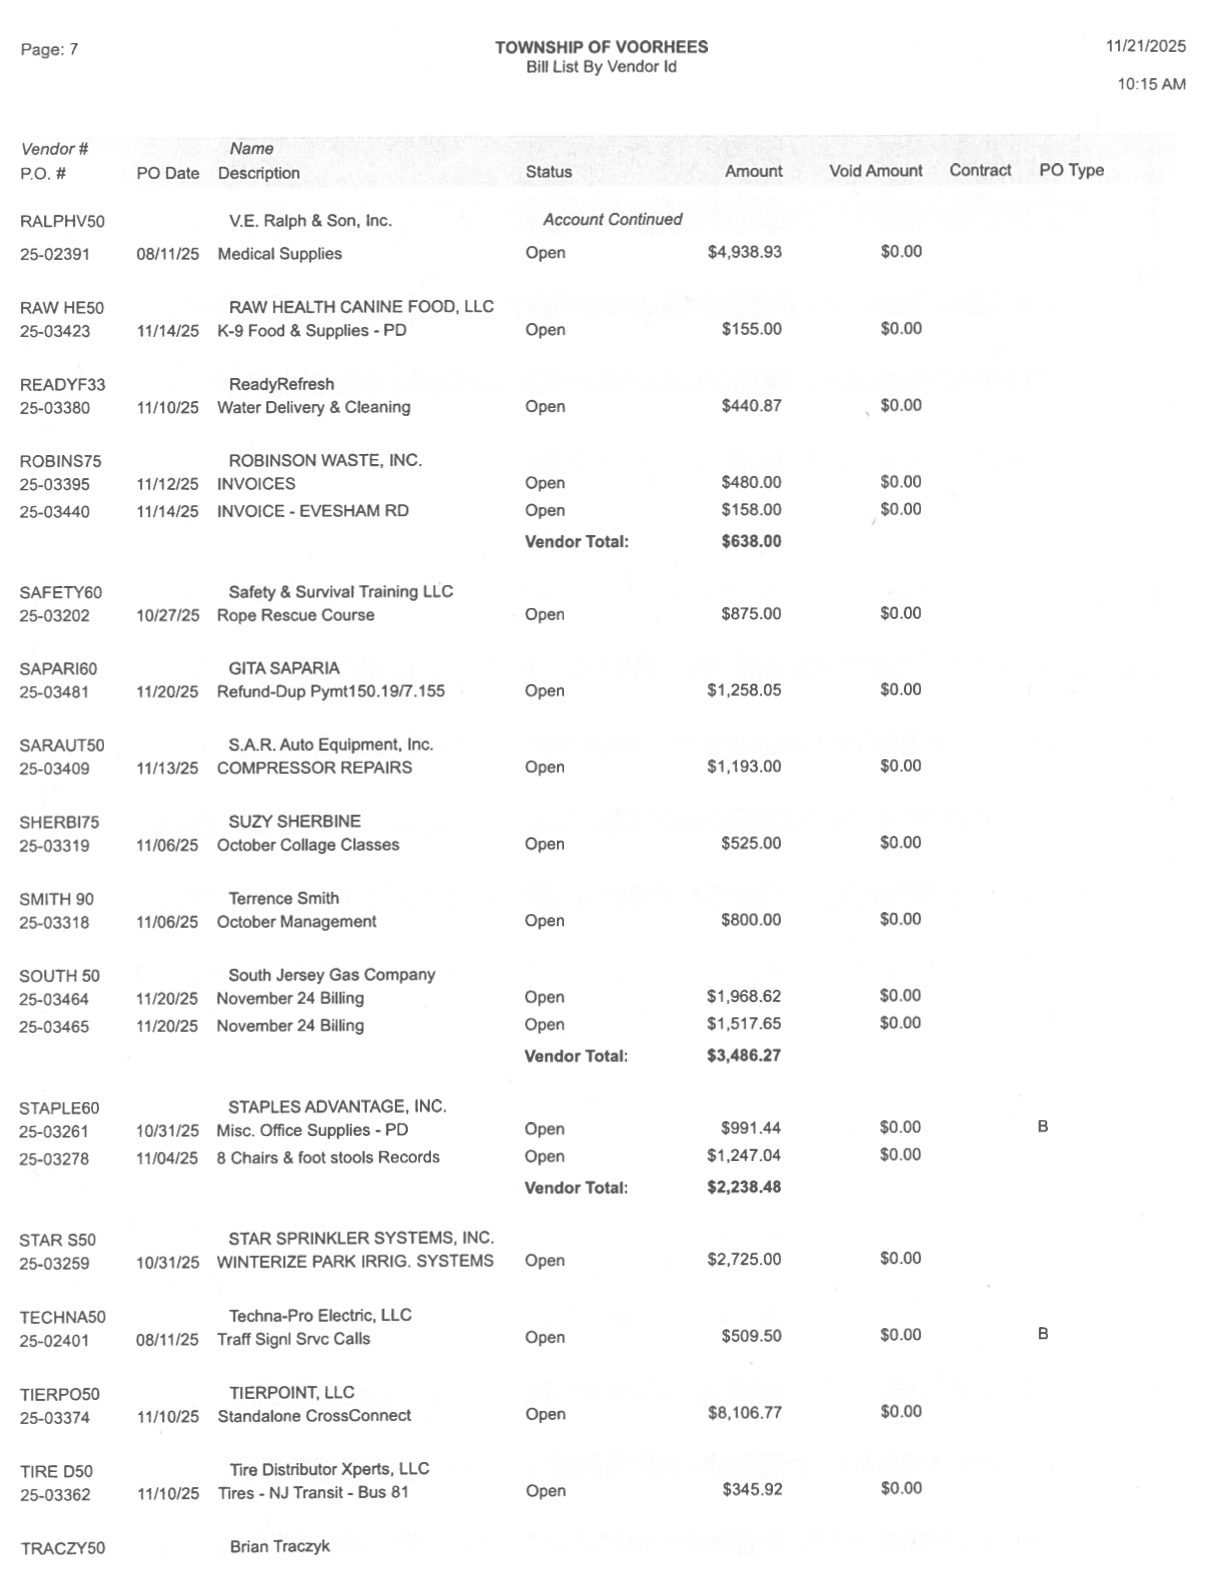 Page: 7 TOWNSHIP OF VOORHEES 11/21/2025
Bill List By Vendor Id
10:15 AM
Vendor # Name
P.O. # PO Date Description Status Amount Void Amount Contract PO Type
RALPHV50 V.E. Ralph & Son, Inc. Account Continued
25-02391 08/11/25 Medical Supplies Open $4,938.93 $0.00
RAW HE50 RAW HEALTH CANINE FOOD, LLC
25-03423 11/14/25 K-9 Food & Supplies - PD Open $155.00 $0.00
READYF33 ReadyRefresh
25-03380 11/10/25 Water Delivery & Cleaning Open $440.87 $0.00
ROBINS75 ROBINSON WASTE, INC.
25-03395 11/12/25 INVOICES Open $480.00 $0.00
25-03440 11/14/25 INVOICE - EVESHAM RD Open $158.00 $0.00
Vendor Total: $638.00
SAFETY60 Safety & Survival Training LLC
25-03202 10/27/25 Rope Rescue Course Open $875.00 $0.00
SAPARI60 GITA SAPARIA
25-03481 11/20/25 Refund-Dup Pymt150.19/7.155 Open $1,258.05 $0.00
SARAUT50 S.A.R. Auto Equipment, Inc.
25-03409 11/13/25 COMPRESSOR REPAIRS Open $1,193.00 $0.00
SHERBI75 SUZY SHERBINE
25-03319 11/06/25 October Collage Classes Open $525.00 $0.00
SMITH 90 Terrence Smith
25-03318 11/06/25 October Management Open $800.00 $0.00
SOUTH 50 South Jersey Gas Company
25-03464 11/20/25 November 24 Billing Open $1,968.62 $0.00
25-03465 11/20/25 November 24 Billing Open $1,517.65 $0.00
Vendor Total: $3,486.27
STAPLE60 STAPLES ADVANTAGE, INC.
25-03261 10/31/25 Misc. Office Supplies - PD Open $991.44 $0.00 B
25-03278 11/04/25 8 Chairs & foot stools Records Open $1,247.04 $0.00
Vendor Total: $2,238.48
STAR S50 STAR SPRINKLER SYSTEMS, INC.
25-03259 10/31/25 WINTERIZE PARK IRRIG. SYSTEMS Open $2,725.00 $0.00
TECHNA50 Techna-Pro Electric, LLC
25-02401 08/11/25 Traff Signl Srvc Calls Open $509.50 $0.00 B
TIERPO50 TIERPOINT, LLC
25-03374 11/10/25 Standalone CrossConnect Open $8,106.77 $0.00
TIRE D50 Tire Distributor Xperts, LLC
25-03362 11/10/25 Tires - NJ Transit - Bus 81 Open $345.92 $0.00
TRACZY50 Brian Traczyk